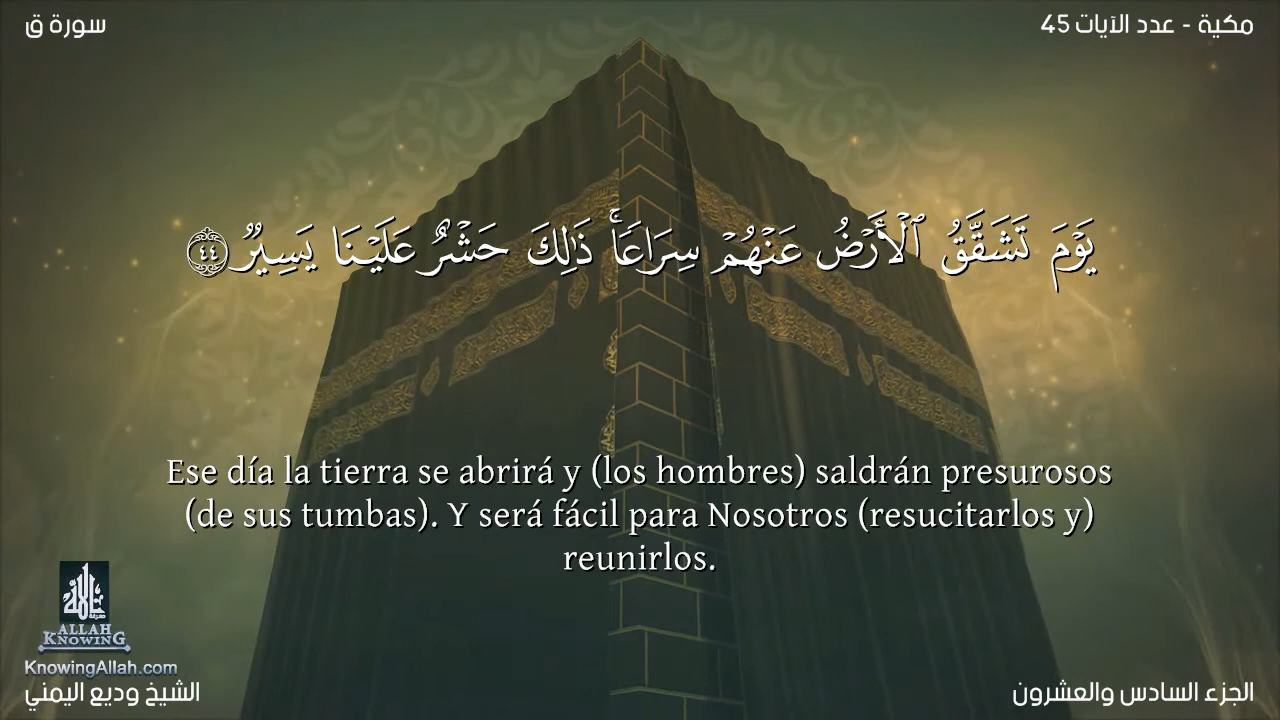 سورة ق
مكية - عدد الآيات 45
يَوْمَ تَشَقَّقُ ٱلْأَرْضُ عَنْهُمْ سِرَاعًاۚ ذَٰلِكَ حَشْرٌ عَلَيْنَا يَسِيرٌ ٤٤
Ese día la tierra se abrirá y (los hombres) saldrán presurosos
(de sus tumbas). Y será fácil para Nosotros (resucitarlos y)
reunirlos.
ALLAH
KNOWING
KnowingAllah.com
الشيخ وديع اليمني
الجزء السادس والعشرون